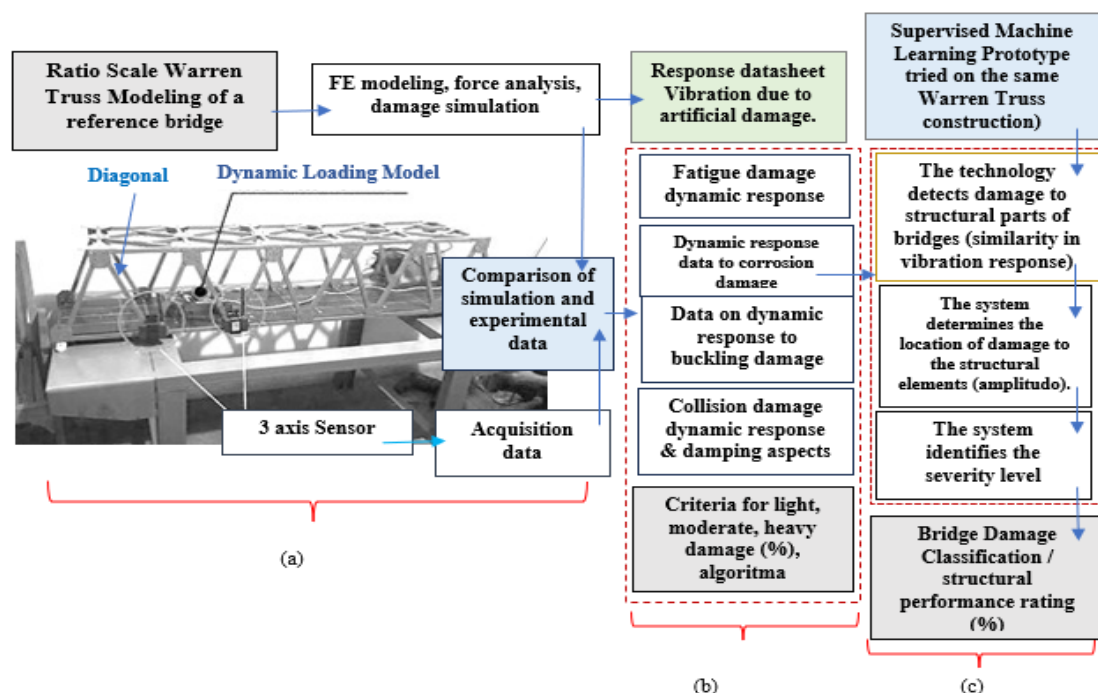 Ratio Scale Warren
Truss Modeling of a
reference bridge
FE modeling, force analysis,
damage simulation
Diagonal
Dynamic Loading Model
Comparison of
simulation and
experimental
data
3 axis Sensor
Acquisition
data
(a)
Response datasheet
Vibration due to
artificial damage.
Fatigue damage
dynamic response
Dynamic response
data to corrosion
damage
Data on dynamic
response to
buckling damage
Collision damage
dynamic response
& damping aspects
Criteria for light,
moderate, heavy
damage (%),
algoritma
(b)
Supervised Machine
Learning Prototype
tried on the same
Warren Truss
construction)
The technology
detects damage to
structural parts of
bridges (similarity in
vibration response)
The system
determines the
location of damage to
the structural
elements (amplitudo).
The system
identifies the
severity level
Bridge Damage
Classification /
structural
performance rating
(%)
(c)